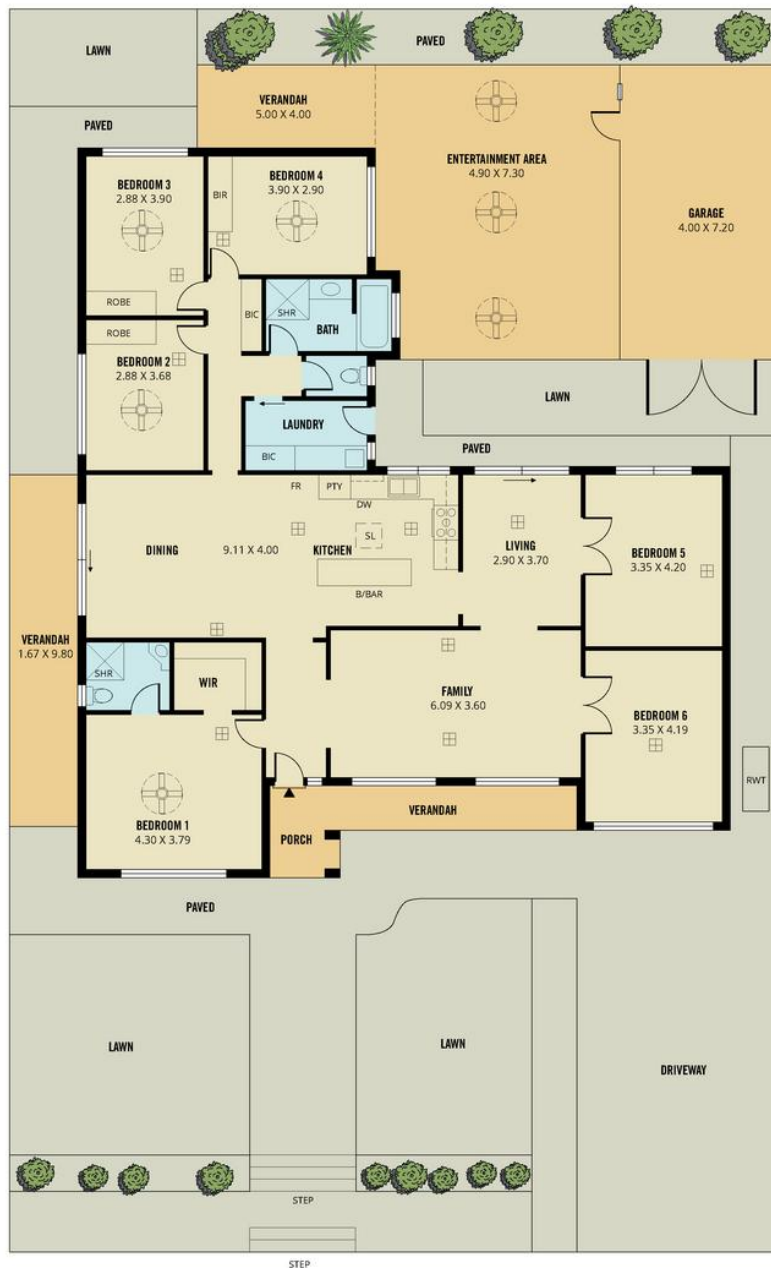 LAWN
PAVED
VERANDAH
5.00 X 4.00
PAVED
ENTERTAINMENT AREA
4.90 X 7.30
GARAGE
4.00 X 7.20
BEDROOM 3
2.88 X 3.90
BIR
BEDROOM 4
3.90 X 2.90
ROBE
BIC
SHR
BATH
ROBE
BEDROOM 2
2.88 X 3.68
LAWN
LAUNDRY
BIC
PAVED
FR
PTY
DW
SL
DINING
9.11 X 4.00
KITCHEN
B/BAR
LIVING
2.90 X 3.70
BEDROOM 5
3.35 X 4.20
VERANDAH
1.67 X 9.80
SHR
WIR
FAMILY
6.09 X 3.60
BEDROOM 6
3.35 X 4.19
RWT
BEDROOM 1
4.30 X 3.79
PORCH
VERANDAH
PAVED
LAWN
LAWN
DRIVEWAY
STEP
STEP